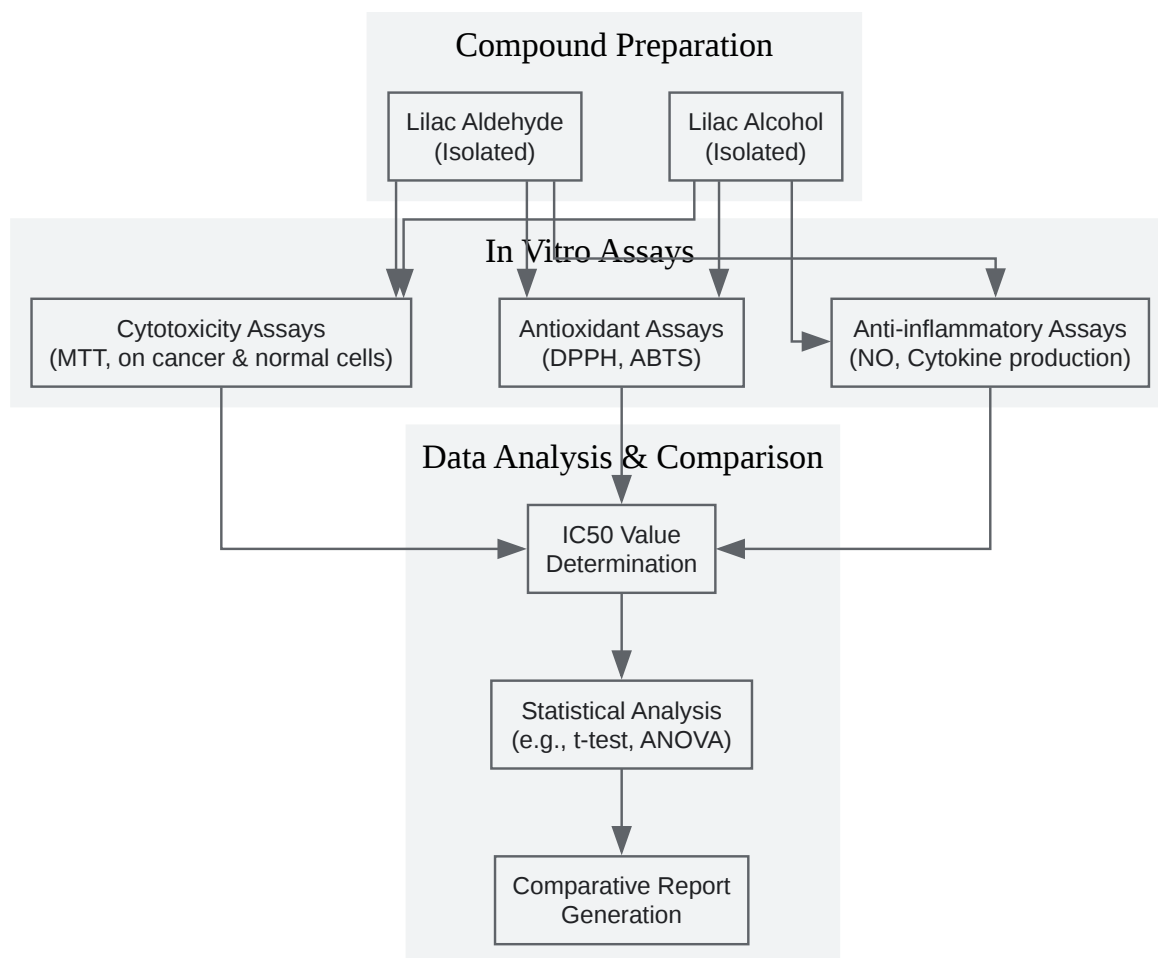 Compound Preparation
Lilac Aldehyde
(Isolated)
Lilac Alcohol
(Isolated)
In Vitro Assays
Cytotoxicity Assays
(MTT, on cancer & normal cells)
Antioxidant Assays
(DPPH, ABTS)
Anti-inflammatory Assays
(NO, Cytokine production)
Data Analysis & Comparison
IC50 Value
Determination
Statistical Analysis
(e.g., t-test, ANOVA)
Comparative Report
Generation